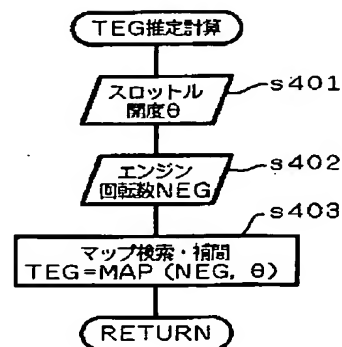 TEG推定計算
スロットル
開度θ
s401
エンジン
回転数NEG
s402
s403
マップ検索・補間
TEG=MAP (NEG, θ)
RETURN